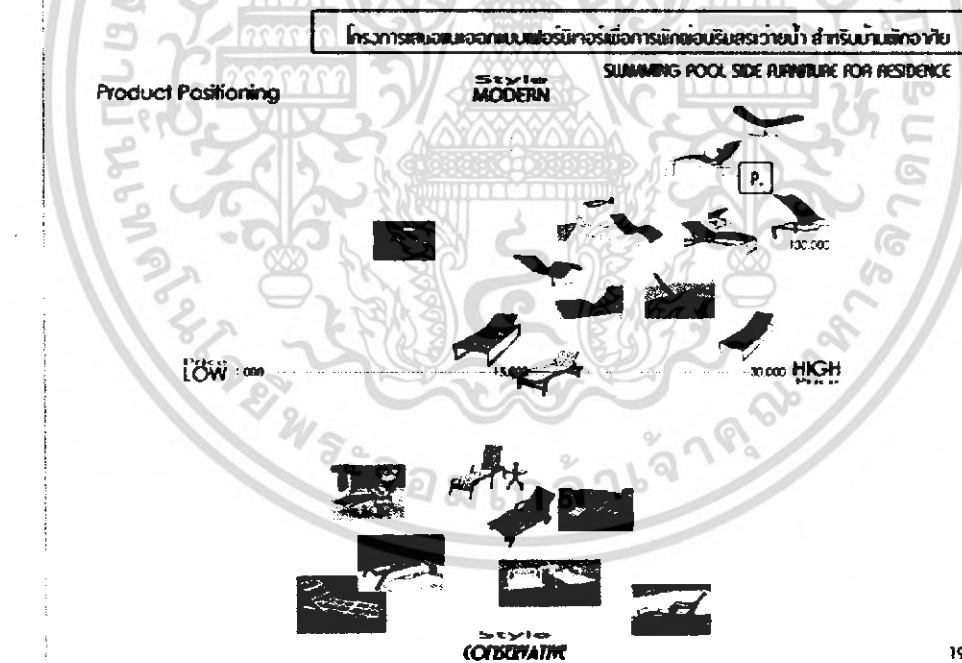 โครงการเสนอแนะออกแบบเฟอร์นิเจอร์เพื่อการพักผ่อนริมสระว่ายน้ำ สำหรับบ้านพักอาศัย
SWIMMING POOL SIDE FURNITURE FOR RESIDENCE
Product Positioning
Style
MODERN
P.
100.000
Price
LOW
15.000
30.000 HIGH
Price
Style
CONSERVATIVE
19